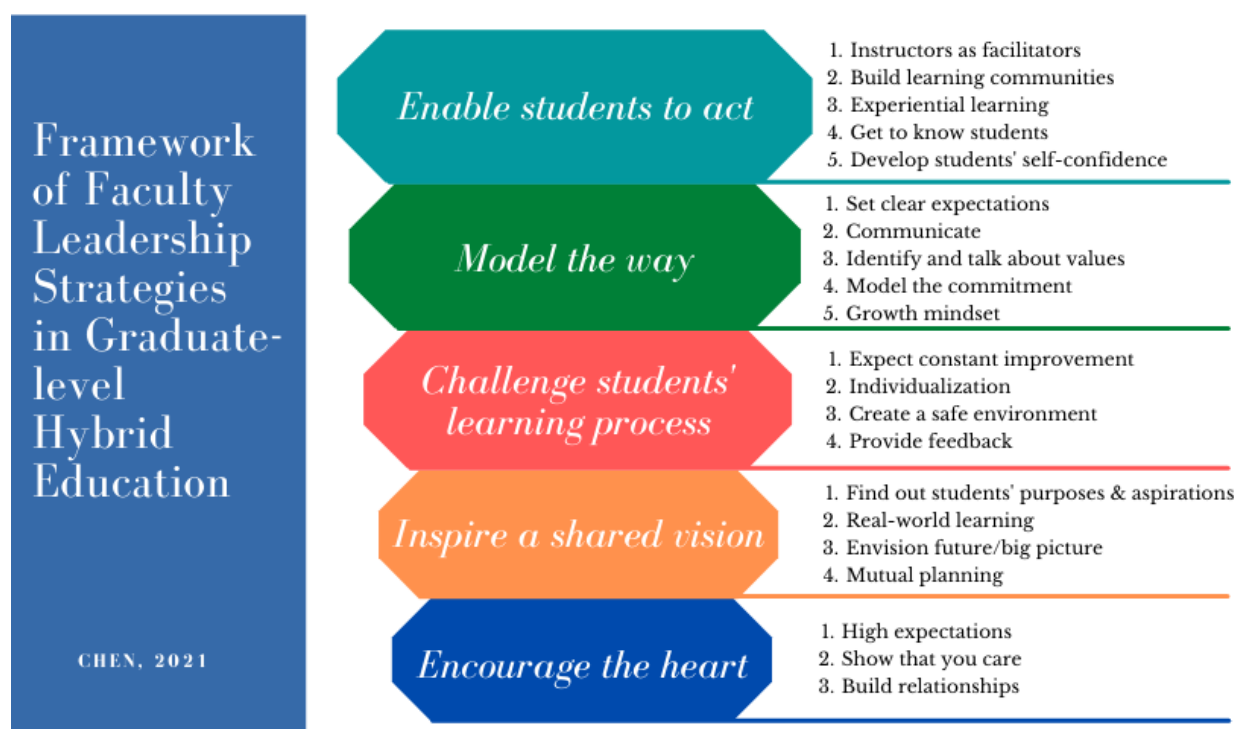 Framework
of Faculty
Leadership
Strategies
in Graduate-
level
Hybrid
Education
CHEN, 2021
Enable students to act
1. Instructors as facilitators
2. Build learning communities
3. Experiential learning
4. Get to know students
5. Develop students' self-confidence
Model the way
1. Set clear expectations
2. Communicate
3. Identify and talk about values
4. Model the commitment
5. Growth mindset
Challenge students'
learning process
1. Expect constant improvement
2. Individualization
3. Create a safe environment
4. Provide feedback
Inspire a shared vision
1. Find out students' purposes & aspirations
2. Real-world learning
3. Envision future/big picture
4. Mutual planning
Encourage the heart
1. High expectations
2. Show that you care
3. Build relationships